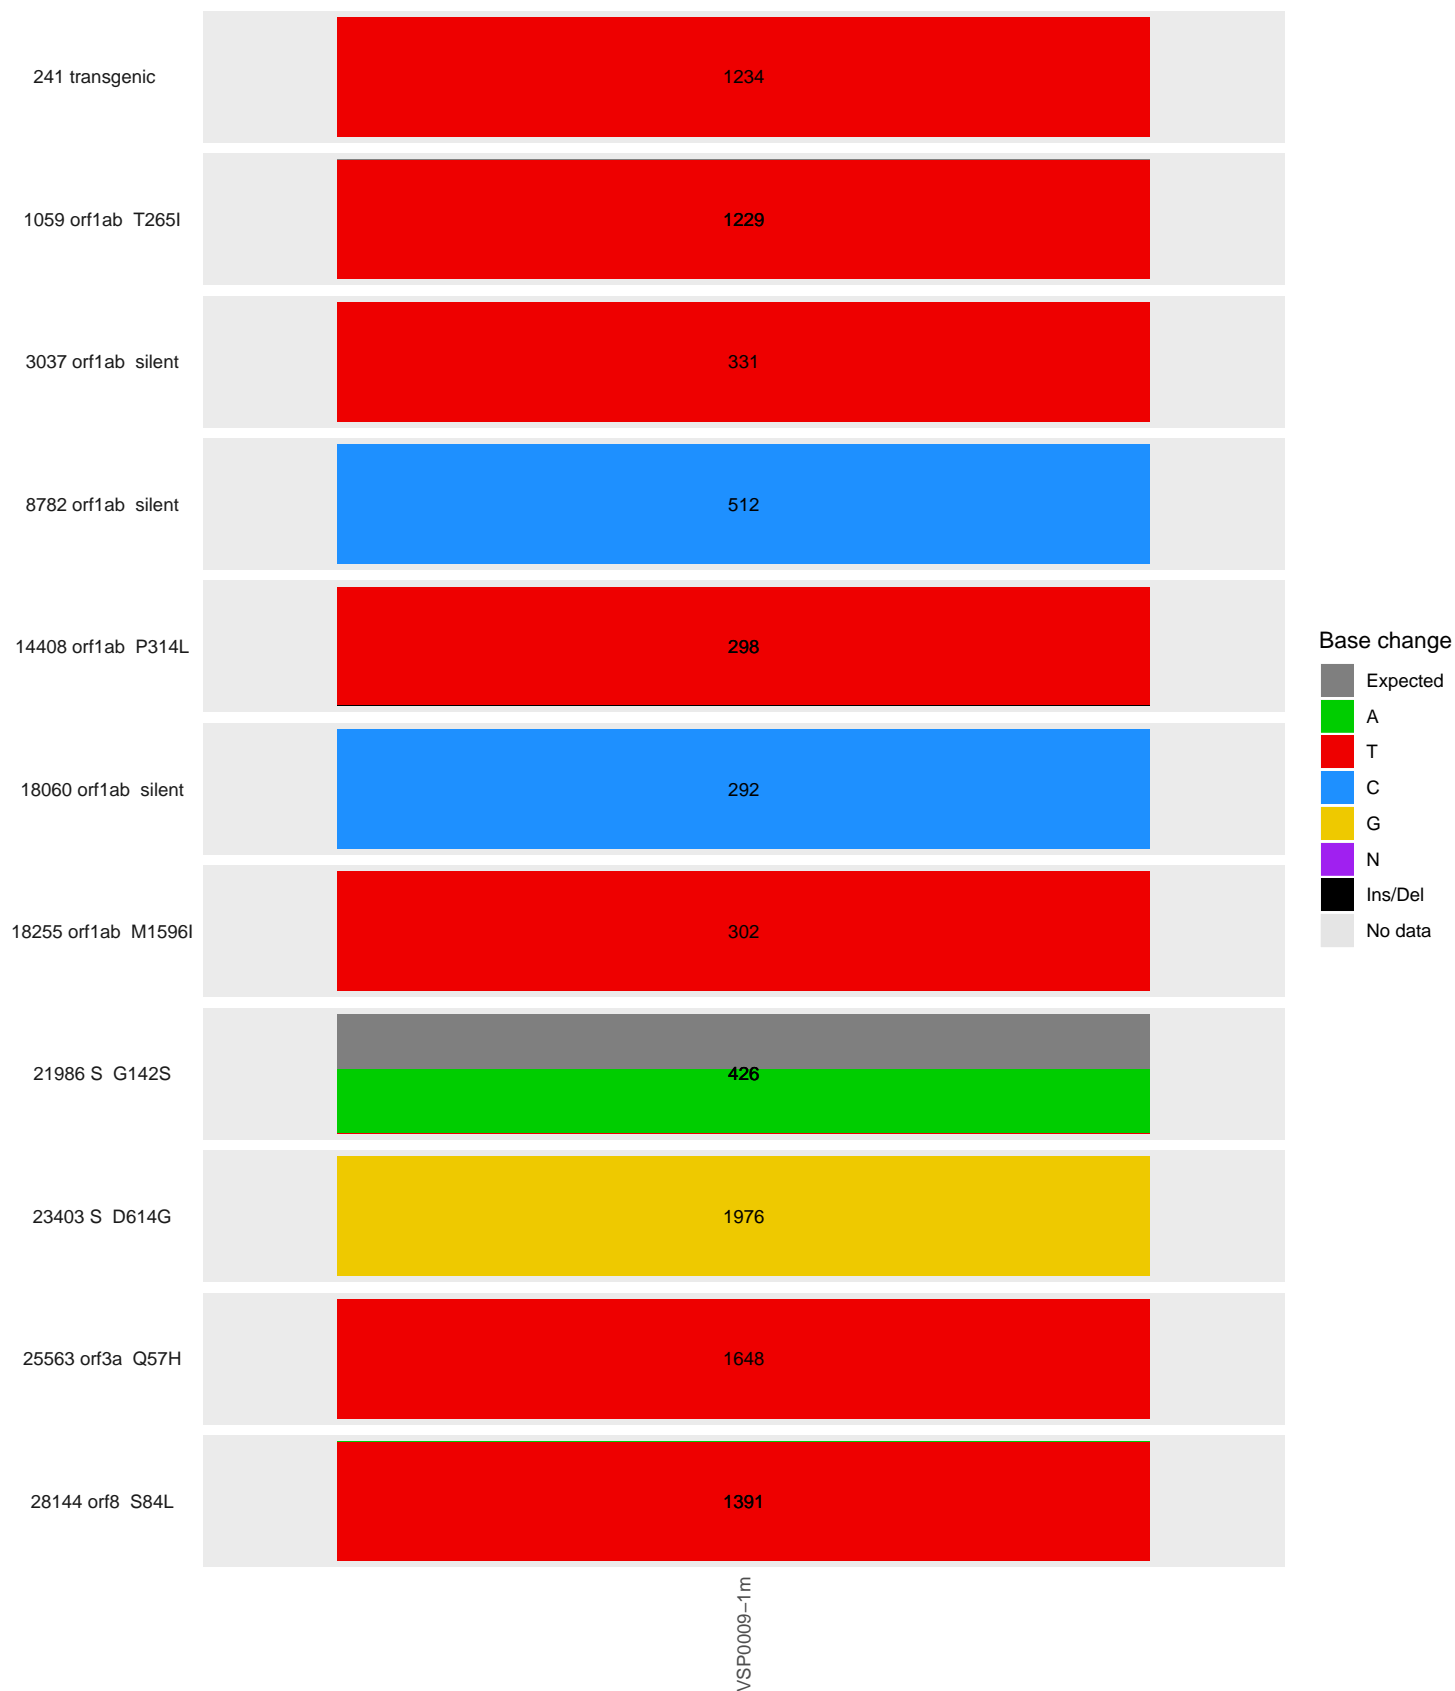 241 transgenic
1234
1059 orf1ab T265I
1229
3037 orf1ab silent
331
8782 orf1ab silent
512
14408 orf1ab P314L
298
18060 orf1ab silent
292
18255 orf1ab M1596I
302
21986 S G142S
426
23403 S D614G
1976
25563 orf3a Q57H
1648
28144 orf8 S84L
1391
VSP0009−1m
Base change
Expected
A
T
C
G
N
Ins/Del
No data